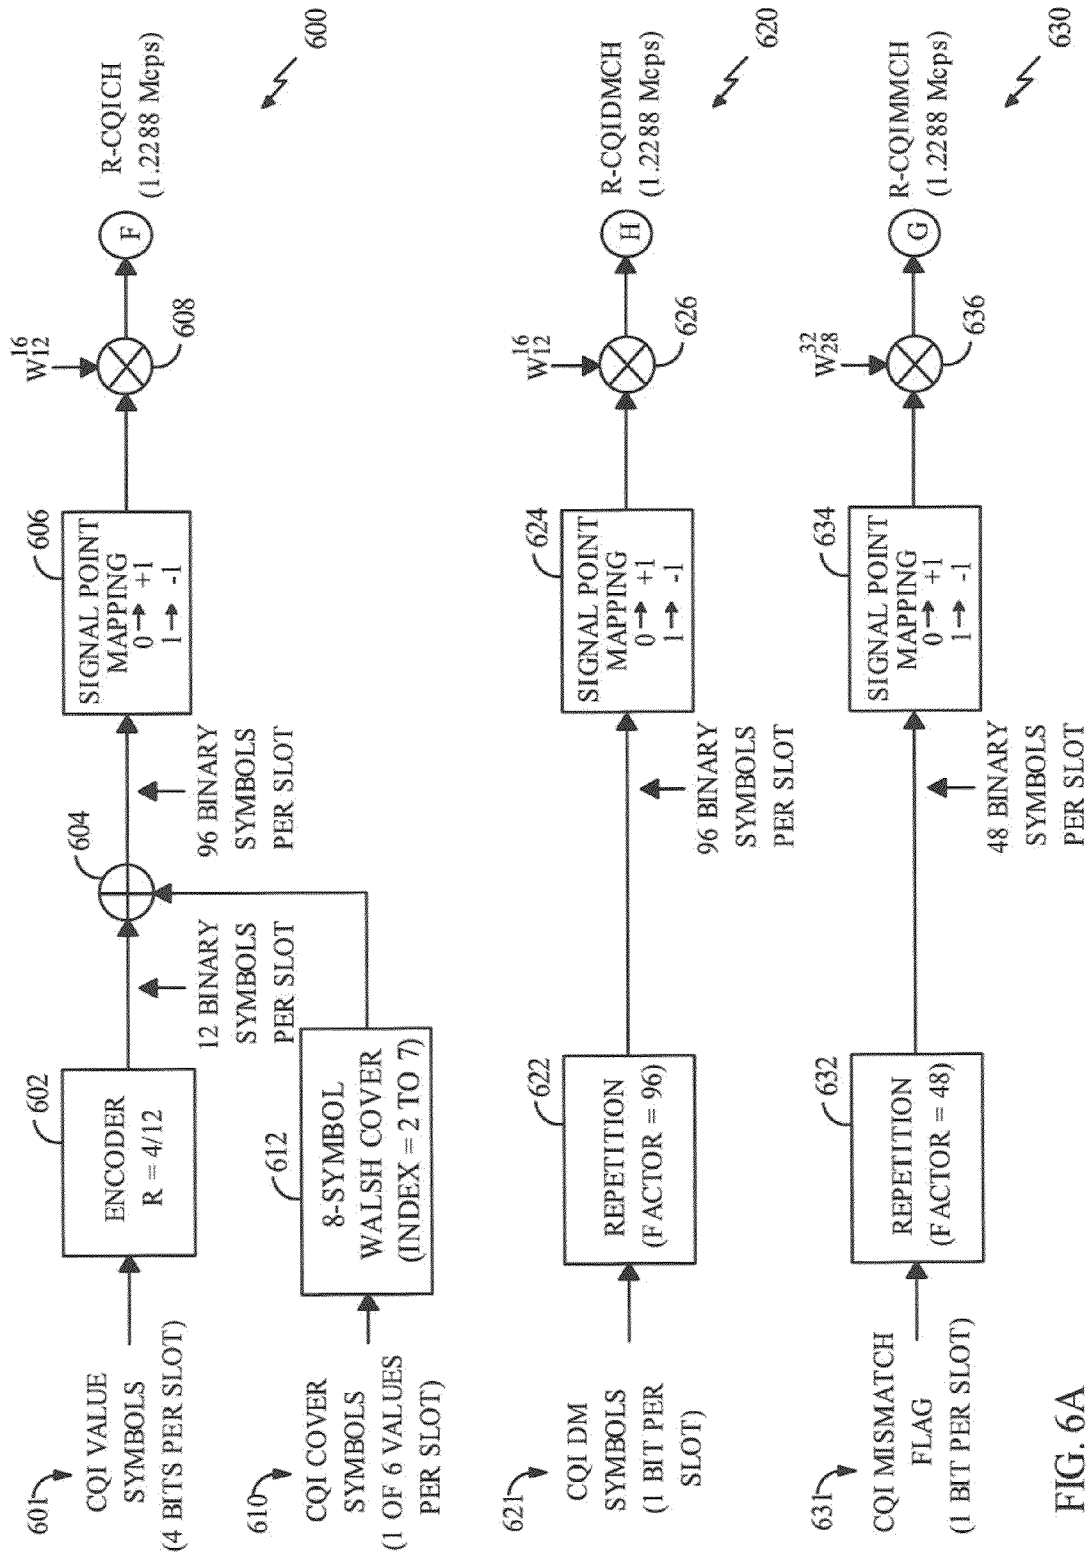 601
CQI VALUE
SYMBOLS
(4 BITS PER SLOT)
602
ENCODER
R = 4/12
12 BINARY
SYMBOLS
PER SLOT
604
96 BINARY
SYMBOLS
PER SLOT
606
SIGNAL POINT
MAPPING
0 → +1
1 → -1
W 16 12
608
F
R-CQICH
(1.2288 Mcps)
600
610
CQI COVER
SYMBOLS
(1 OF 6 VALUES
PER SLOT)
612
8-SYMBOL
WALSH COVER
(INDEX = 2 TO 7)
621
CQI DM
SYMBOLS
(1 BIT PER
SLOT)
622
REPETITION
(FACTOR = 96)
96 BINARY
SYMBOLS
PER SLOT
624
SIGNAL POINT
MAPPING
0 → +1
1 → -1
W 16 12
626
H
R-CQIDMCH
(1.2288 Mcps)
620
631
CQI MISMATCH
FLAG
(1 BIT PER SLOT)
632
REPETITION
(FACTOR = 48)
48 BINARY
SYMBOLS
PER SLOT
634
SIGNAL POINT
MAPPING
0 → +1
1 → -1
W 32 28
636
G
R-CQIMMCH
(1.2288 Mcps)
630
FIG. 6A